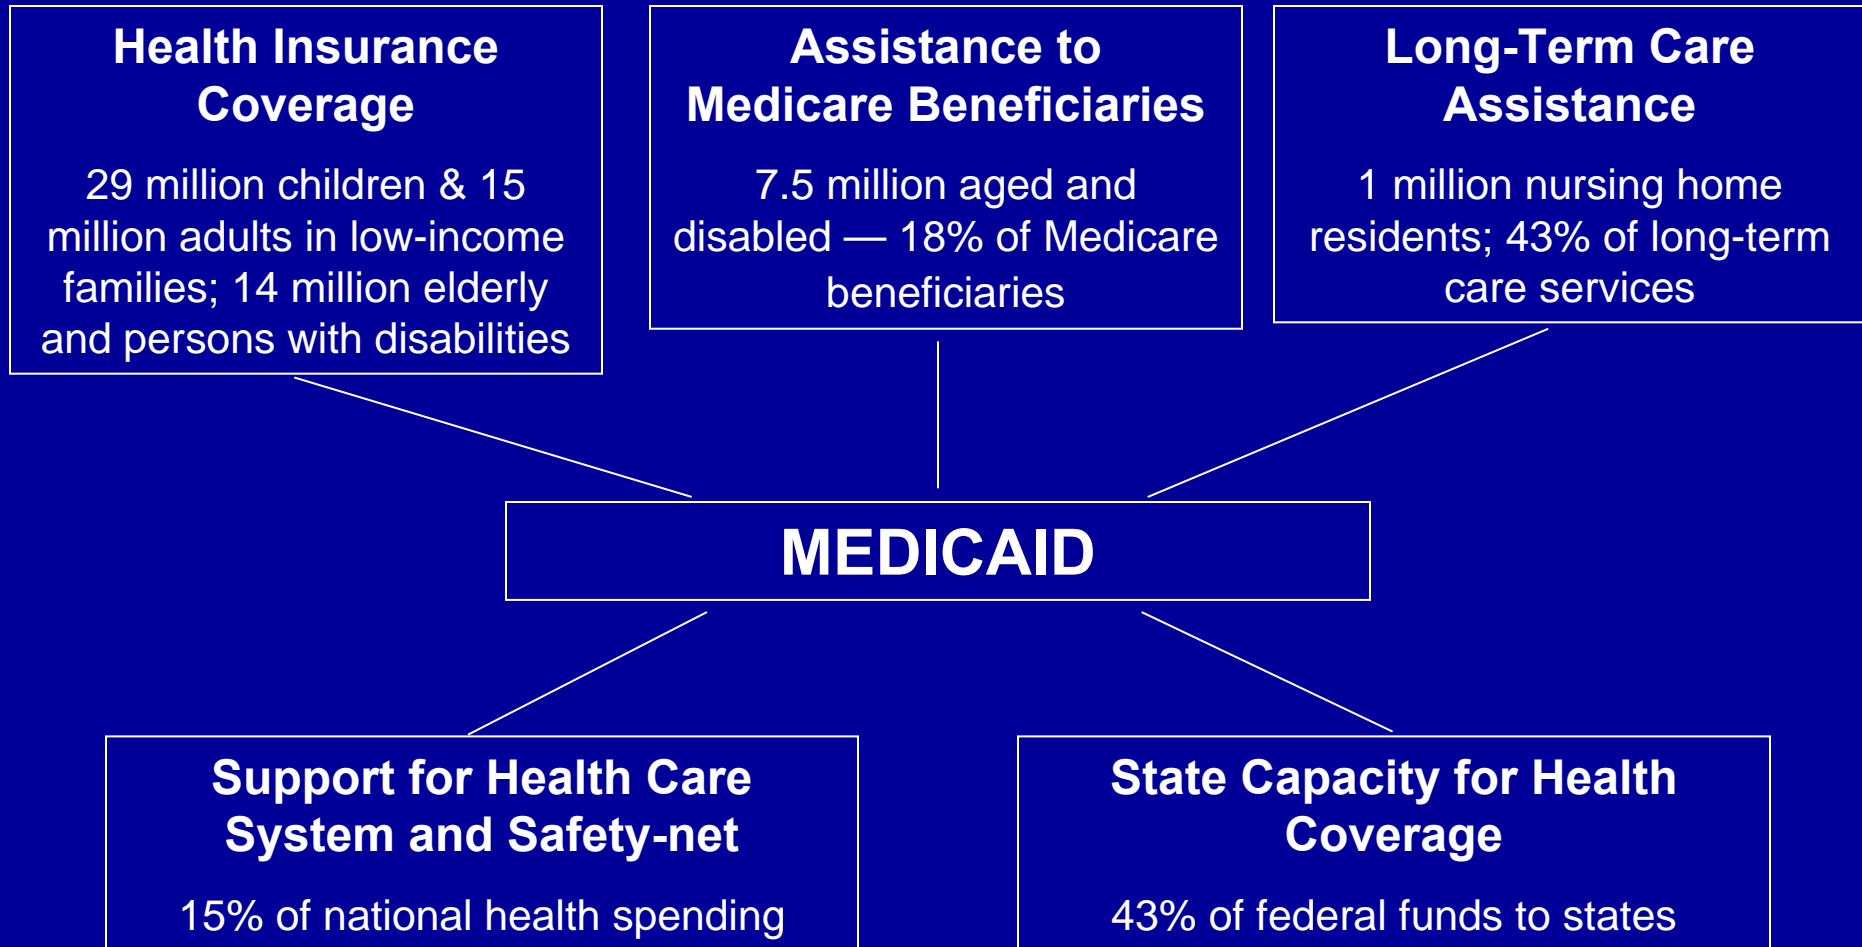 Health Insurance
Coverage
29 million children & 15
million adults in low-income
families; 14 million elderly
and persons with disabilities
Assistance to
Medicare Beneficiaries
7.5 million aged and
disabled — 18% of Medicare
beneficiaries
Long-Term Care
Assistance
1 million nursing home
residents; 43% of long-term
care services
MEDICAID
Support for Health Care
System and Safety-net
15% of national health spending
State Capacity for Health
Coverage
43% of federal funds to states